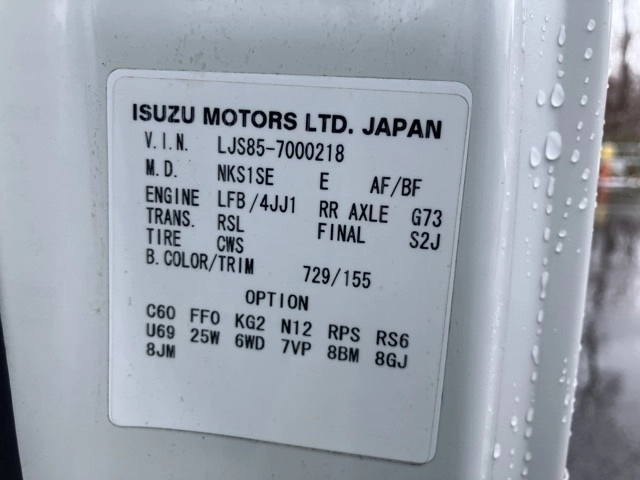 ISUZU MOTORS LTD. JAPAN
V.I.N. LJS85-7000218
M.D. NKS1SE E AF/BF
ENGINE LFB/4JJ1 RR AXLE G73
TRANS. RSL FINAL S2J
TIRE CWS
B.COLOR/TRIM 729/155
OPTION
C60 FF0 KG2 N12 RPS RS6
U69 25W 6WD 7VP 8BM 8GJ
8JM